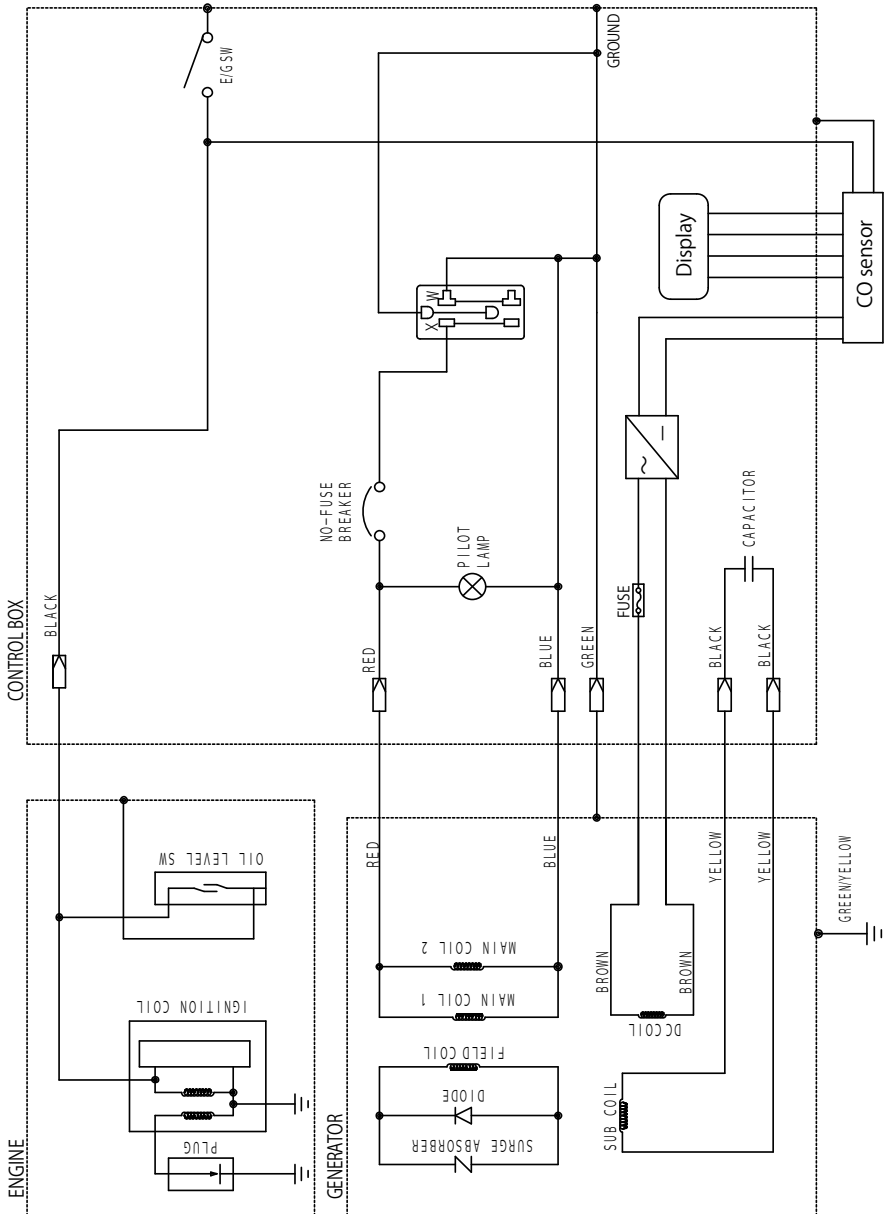 E/G SW
GROUND
Display
CO sensor
W
X
NO-FUSE
BREAKER
PILOT
LAMP
CAPACITOR
FUSE
CONTROL BOX
BLACK
RED
BLUE
GREEN
BLACK
BLACK
ENGINE
OIL LEVEL SW
IGNITION COIL
PLUG
GENERATOR
RED
BLUE
YELLOW
YELLOW
GREEN/YELLOW
MAIN COIL 2
MAIN COIL 1
FIELD COIL
DIODE
SURGE ABSORBER
BROWN
BROWN
DC COIL
SUB COIL